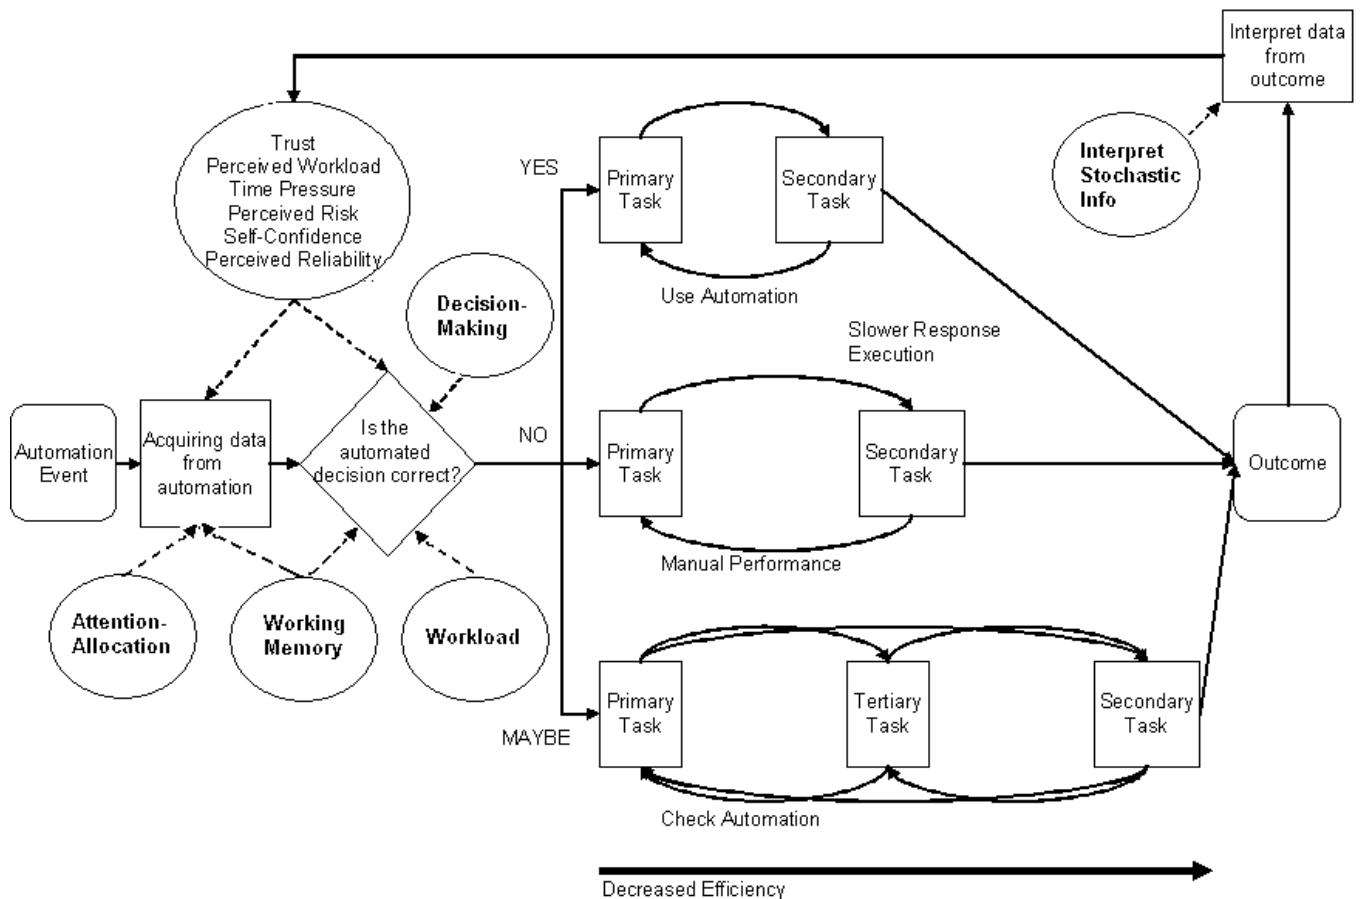 Interpret data
from
outcome
Trust
Perceived Workload
Time Pressure
Perceived Risk
Self-Confidence
Perceived Reliability
YES
Primary
Task
Secondary
Task
Interpret
Stochastic
Info
Use Automation
Decision-
Making
Slower Response
Execution
Automation
Event
Acquiring data
from
automation
Is the
automated
decision correct?
NO
Primary
Task
Secondary
Task
Outcome
Manual Performance
Attention-
Allocation
Working
Memory
Workload
MAYBE
Primary
Task
Tertiary
Task
Secondary
Task
Check Automation
Decreased Efficiency